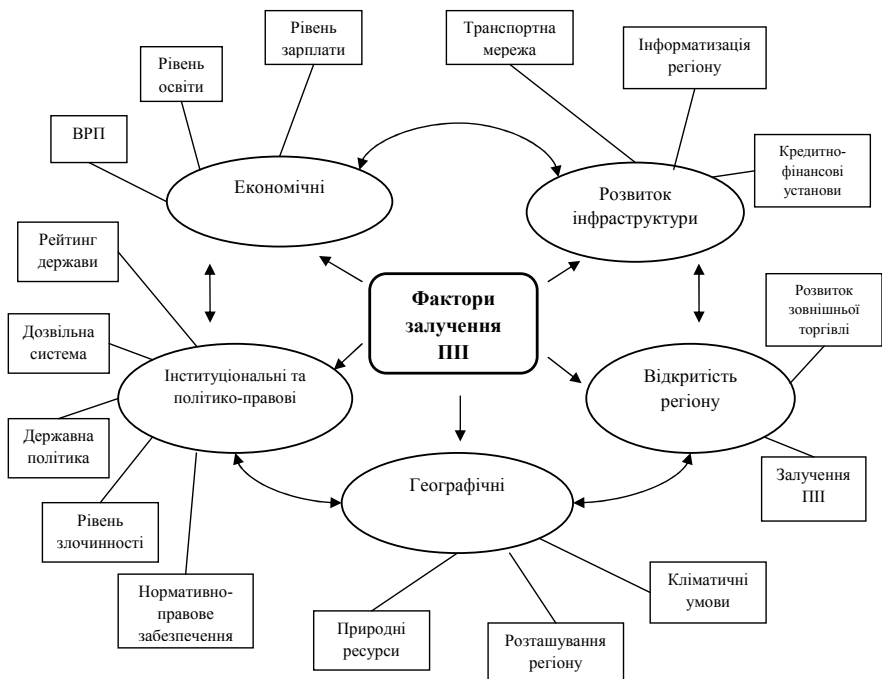 Рівень
зарплати
Транспортна
мережа
Інформатизація
регіону
Рівень
освіти
ВРП
Кредитно-
фінансові
установи
Економічні
Розвиток
інфраструктури
Рейтинг
держави
Фактори
залучення
ПІІ
Розвиток
зовнішньої
торгівлі
Дозвільна
система
Інституціональні та
політико-правові
Відкритість
регіону
Державна
політика
Географічні
Залучення
ПІІ
Рівень
злочинності
Нормативно-
правове
забезпечення
Природні
ресурси
Розташування
регіону
Кліматичні
умови